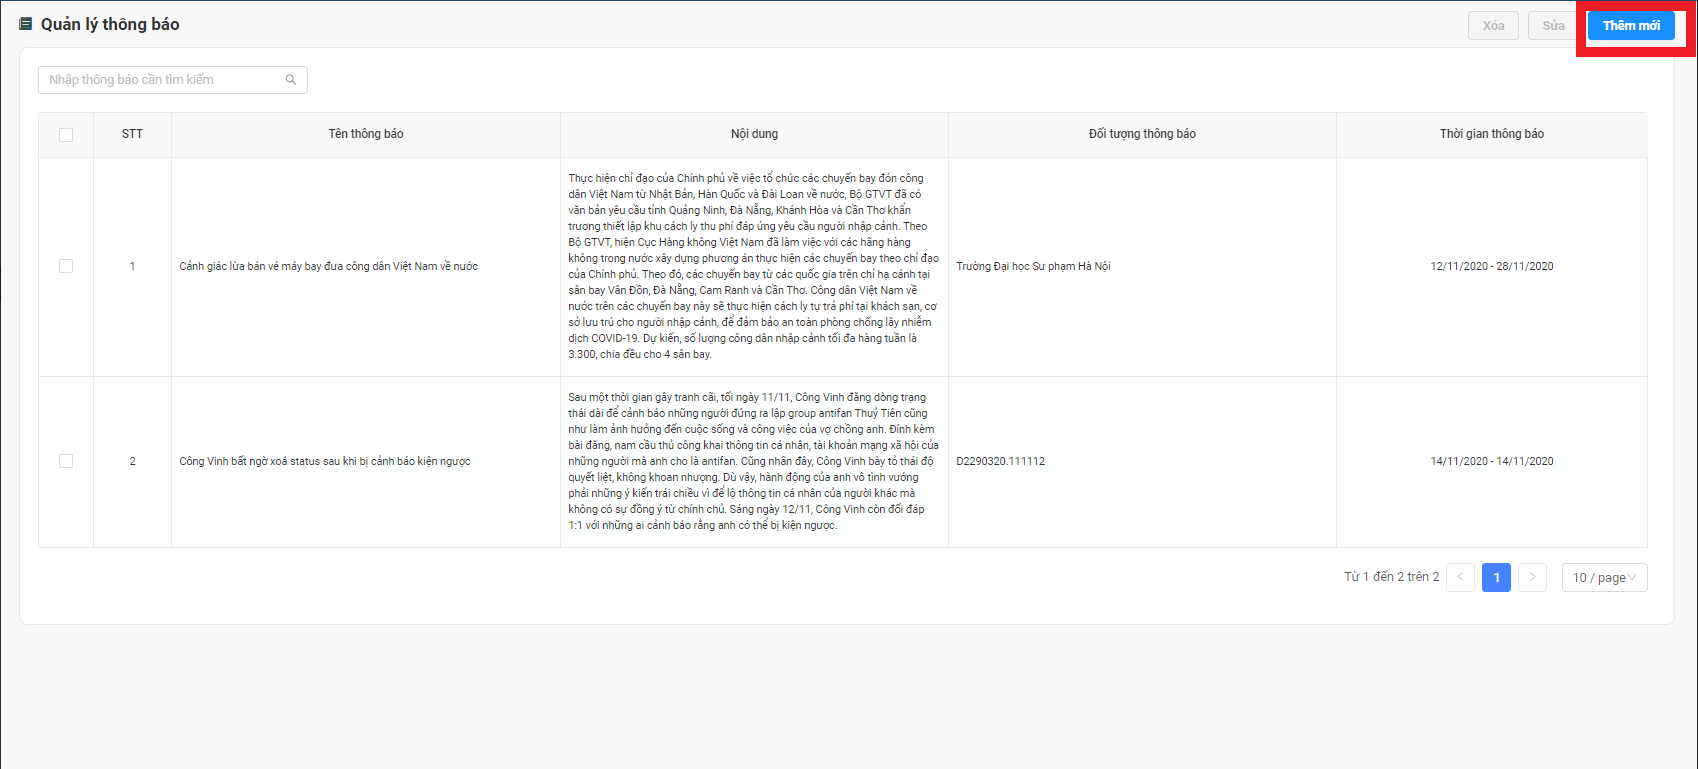 Quản lý thông báo
Xóa
Sửa
Thêm mới
Nhập thông báo cần tìm kiếm
STT
Tên thông báo
Nội dung
Đối tượng thông báo
Thời gian thông báo
1
Cảnh giác lừa bán vé máy bay đưa công dân Việt Nam về nước
Thực hiện chỉ đạo của Chính phủ về việc tổ chức các chuyến bay đón công
dân Việt Nam từ Nhật Bản, Hàn Quốc và Đài Loan về nước, Bộ GTVT đã có
văn bản yêu cầu tỉnh Quảng Ninh, Đà Nẵng, Khánh Hòa và Cần Thơ khẩn
trương thiết lập khu cách ly thu phí đáp ứng yêu cầu người nhập cảnh. Theo
Bộ GTVT, hiện Cục Hàng không Việt Nam đã làm việc với các hãng hàng
không trong nước xây dựng phương án thực hiện các chuyến bay theo chỉ đạo
của Chính phủ. Theo đó, các chuyến bay từ các quốc gia trên chỉ hạ cánh tại
sân bay Vân Đồn, Đà Nẵng, Cam Ranh và Cần Thơ. Công dân Việt Nam về
nước trên các chuyến bay này sẽ thực hiện cách ly tự trả phí tại khách sạn, cơ
sở lưu trú cho người nhập cảnh, để đảm bảo an toàn phòng chống lây nhiễm
dịch COVID-19. Dự kiến, số lượng công dân nhập cảnh tối đa hàng tuần là
3.300, chia đều cho 4 sân bay.
Trường Đại học Sư phạm Hà Nội
12/11/2020 - 28/11/2020
2
Công Vinh bất ngờ xoá status sau khi bị cảnh báo kiện ngược
Sau một thời gian gây tranh cãi, tối ngày 11/11, Công Vinh đăng dòng trạng
thái dài để cảnh báo những người đứng ra lập group antifan Thuỷ Tiên cũng
như làm ảnh hưởng đến cuộc sống và công việc của vợ chồng anh. Đính kèm
bài đăng, nam cầu thủ công khai thông tin cá nhân, tài khoản mạng xã hội của
những người mà anh cho là antifan. Cũng nhân đây, Công Vinh bày tỏ thái độ
quyết liệt, không khoan nhượng. Dù vậy, hành động của anh vô tình vướng
phải những ý kiến trái chiều vì để lộ thông tin cá nhân của người khác mà
không có sự đồng ý từ chính chủ. Sáng ngày 12/11, Công Vinh còn đối đáp
1:1 với những ai cảnh báo rằng anh có thể bị kiện ngược.
D2290320.111112
14/11/2020 - 14/11/2020
Từ 1 đến 2 trên 2
1
10 / page